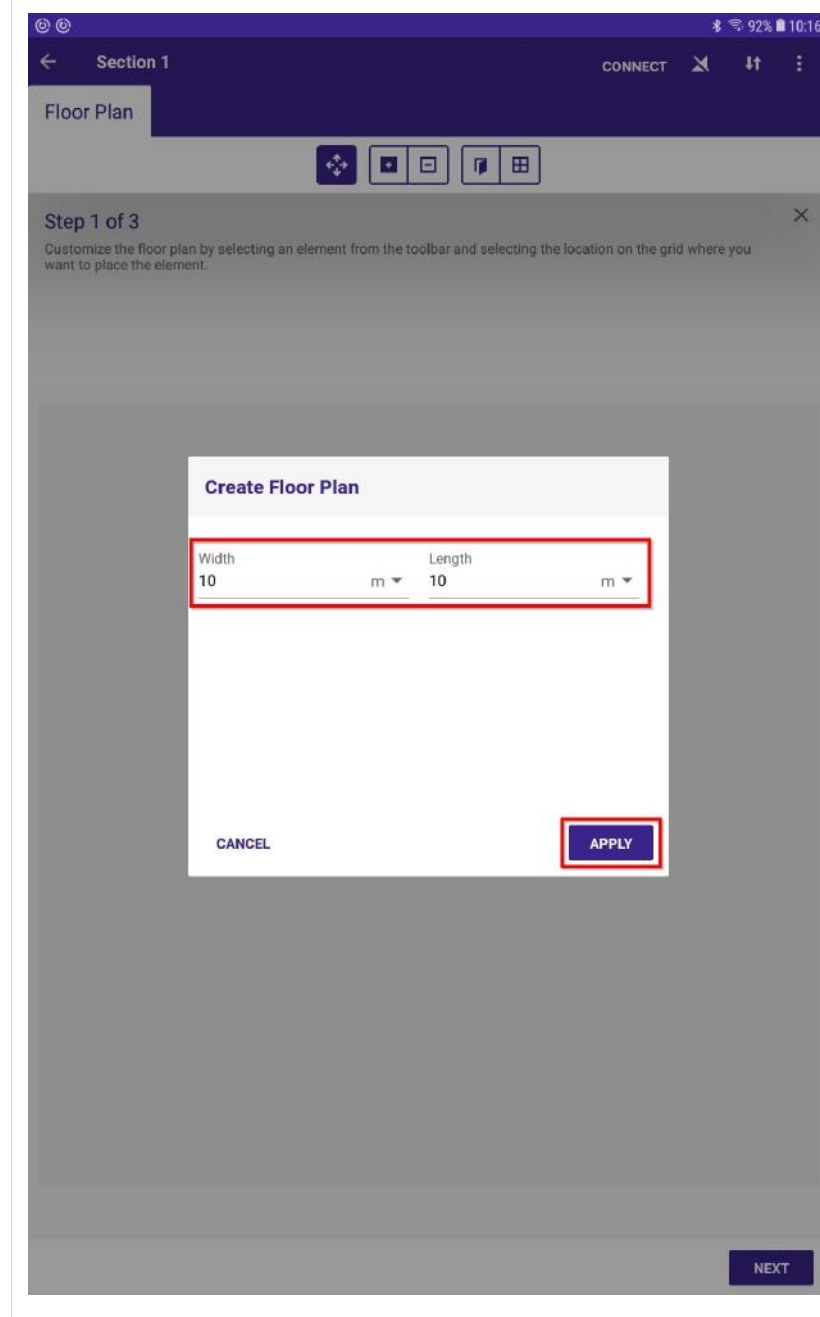 92% 10:16
Section 1 CONNECT
Floor Plan
Step 1 of 3
Customize the floor plan by selecting an element from the toolbar and selecting the location on the grid where you
want to place the element.
Create Floor Plan
Width Length
10 m 10 m
CANCEL APPLY
NEXT